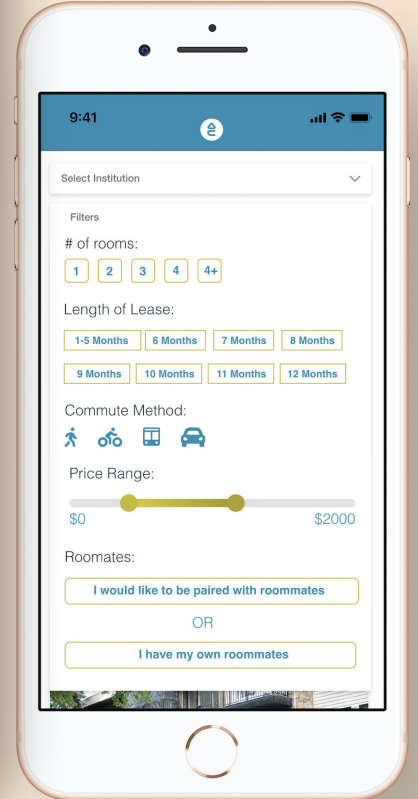 9:41
Select Institution
Filters
# of rooms:
1 2 3 4 4+
Length of Lease:
1-5 Months 6 Months 7 Months 8 Months
9 Months 10 Months 11 Months 12 Months
Commute Method:
Price Range:
$0 $2000
Roomates:
I would like to be paired with roommates
OR
I have my own roommates